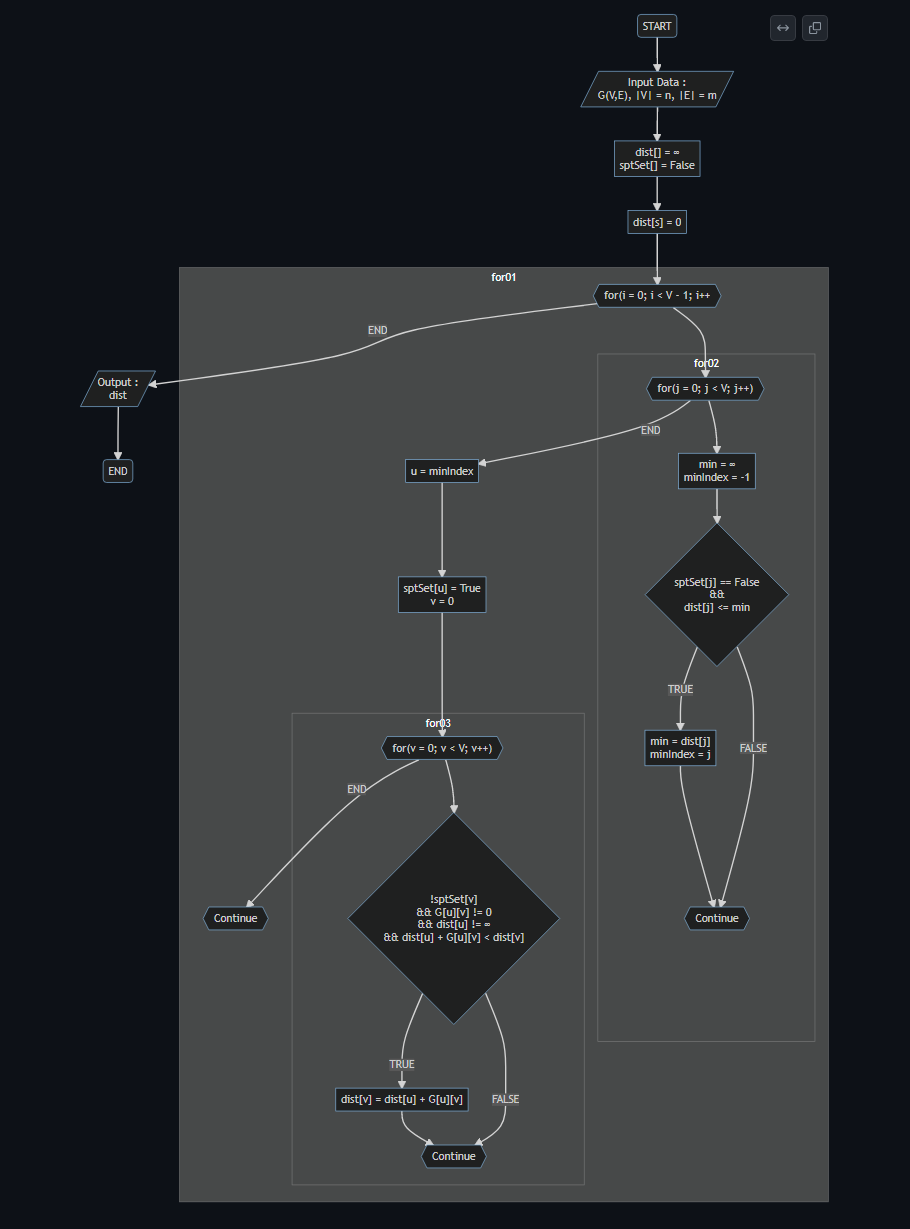 START
Input Data :
G(V,E), |V| = n, |E| = m
dist[] = ∞
sptSet[] = False
dist[s] = 0
for01
for(i = 0; i < V - 1; i++
END
Output :
dist
END
for02
for(j = 0; j < V; j++)
END
u = minIndex
min = ∞
minIndex = -1
sptSet[j] == False
&&
dist[j] <= min
sptSet[u] = True
v = 0
TRUE
FALSE
min = dist[j]
minIndex = j
Continue
for03
for(v = 0; v < V; v++)
END
Continue
!sptSet[v]
&& G[u][v] != 0
&& dist[u] != ∞
&& dist[u] + G[u][v] < dist[v]
TRUE
FALSE
dist[v] = dist[u] + G[u][v]
Continue